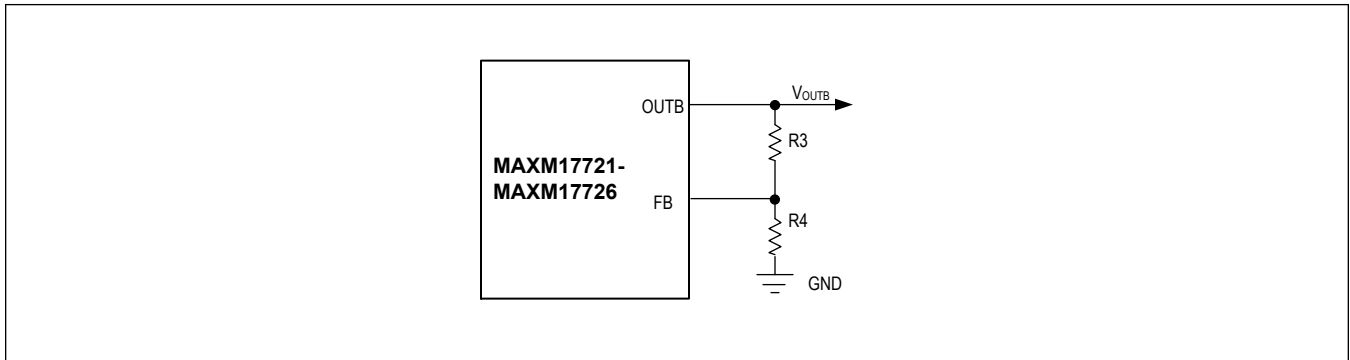 OUTB
VOUTB
R3
MAXM17721-
MAXM17726
FB
R4
GND